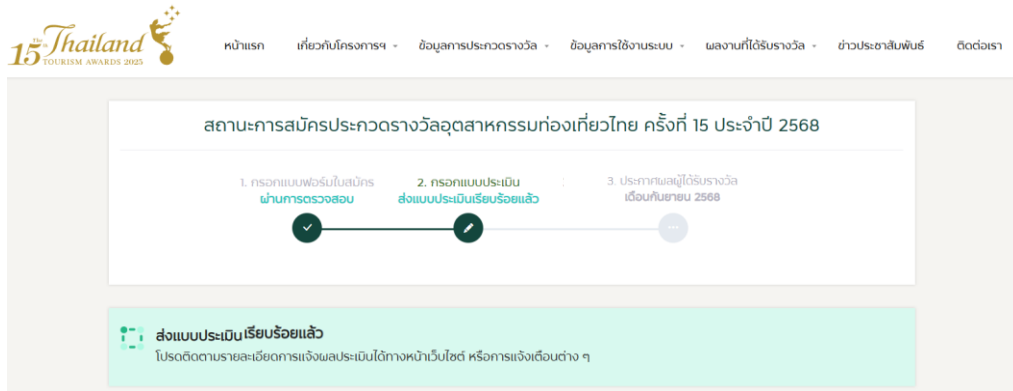 The 15th Thailand
TOURISM AWARDS 2025
หน้าแรก เกี่ยวกับโครงการฯ ข้อมูลการประกวดรางวัล ข้อมูลการใช้งานระบบ ผลงานที่ได้รับรางวัล ข่าวประชาสัมพันธ์ ติดต่อเรา
สถานะการสมัครประกวดรางวัลอุตสาหกรรมท่องเที่ยวไทย ครั้งที่ 15 ประจำปี 2568
1. กรอกแบบฟอร์มใบสมัคร 2. กรอกแบบประเมิน 3. ประกาศผลผู้ได้รับรางวัล
ผ่านการตรวจสอบ ส่งแบบประเมินเรียบร้อยแล้ว เดือนกันยายน 2568
ส่งแบบประเมินเรียบร้อยแล้ว
โปรดติดตามรายละเอียดการแจ้งผลประเมินได้ทางหน้าเว็บไซต์ หรือการแจ้งเตือนต่าง ๆ